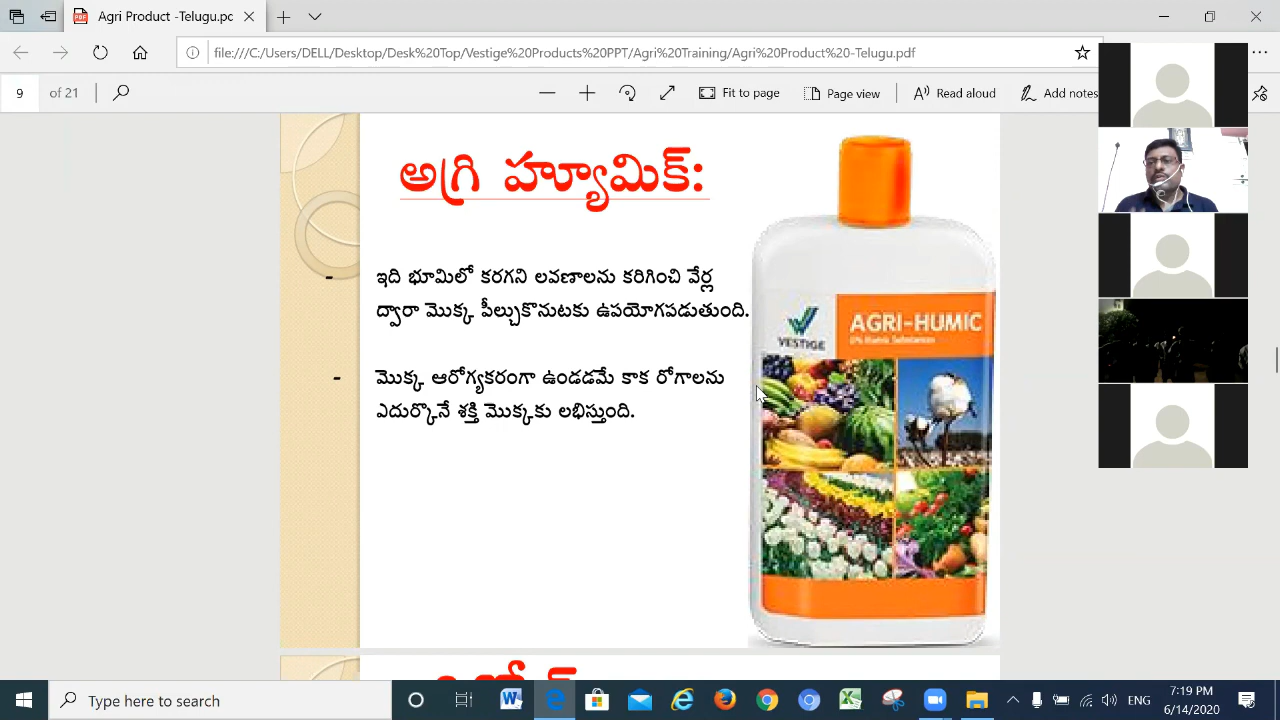 Agri Product -Telugu.pdf
file:///C:/Users/DELL/Desktop/Desk%20Top/Vestige%20Products%20PPT/Agri%20Training/Agri%20Product%20-Telugu.pdf
9 of 21
Fit to page
Page view
Read aloud
Add notes
అగ్రి హ్యూమిక్:
- ఇది భూమిలో కరగని లవణాలను కరిగించి వేర్ల
ద్వారా మొక్క పీల్చుకొనుటకు ఉపయోగపడుతుంది.
- మొక్క ఆరోగ్యకరంగా ఉండడమే కాక రోగాలను
ఎదుర్కొనే శక్తి మొక్కకు లభిస్తుంది.
VESTIGE
AGRI-HUMIC
Type here to search
ENG
7:19 PM
6/14/2020